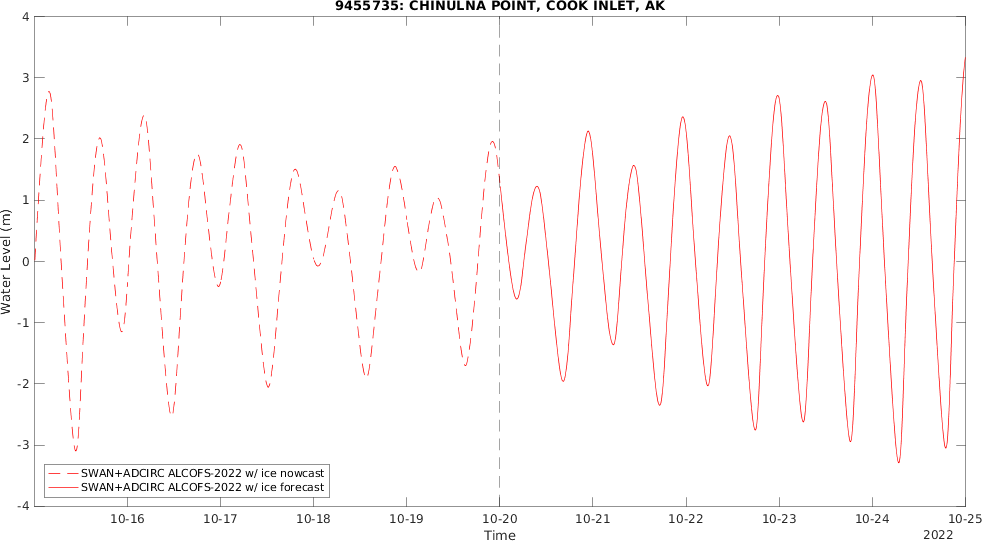 9455735: CHINULNA POINT, COOK INLET, AK
4
3
2
1
0
-1
-2
-3
-4
Water Level (m)
SWAN+ADCIRC ALCOFS-2022 w/ ice nowcast
SWAN+ADCIRC ALCOFS-2022 w/ ice forecast
10-16 10-17 10-18 10-19 10-20 10-21 10-22 10-23 10-24 10-25
Time
2022